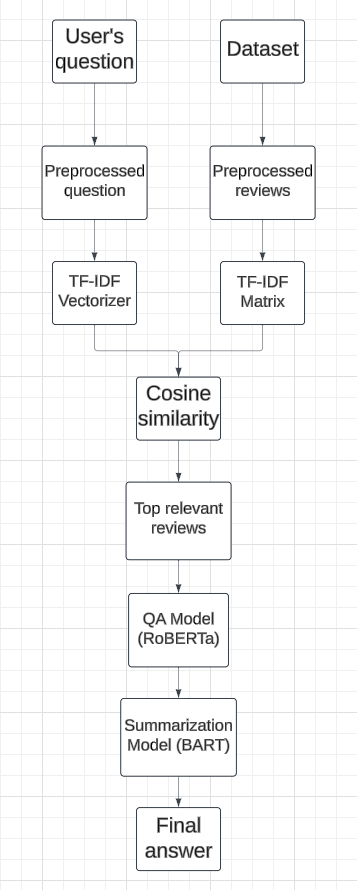 User's
question
Dataset
Preprocessed
question
Preprocessed
reviews
TF-IDF
Vectorizer
TF-IDF
Matrix
Cosine
similarity
Top relevant
reviews
QA Model
(RoBERTa)
Summarization
Model (BART)
Final
answer